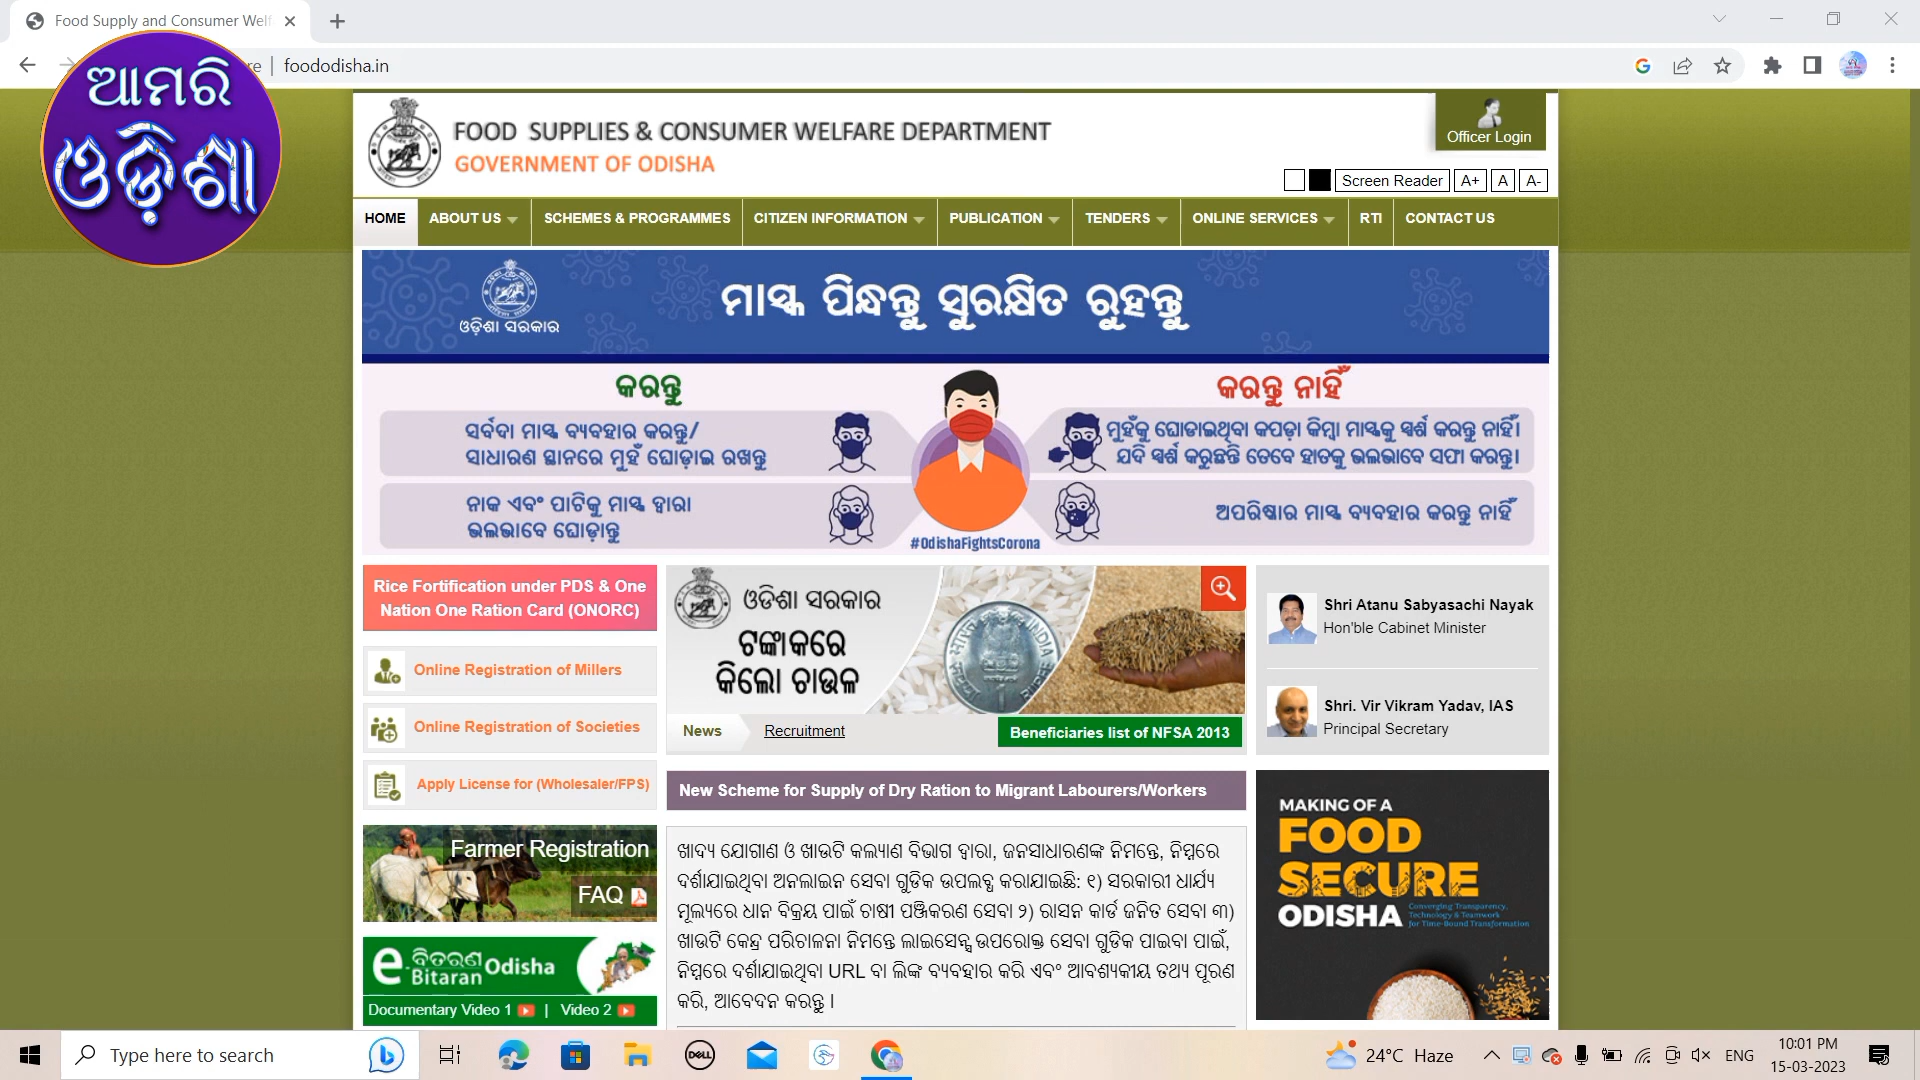 Food Supply and Consumer Welf
foododisha.in
ଆମରି
ଓଡ଼ିଶା
FOOD SUPPLIES & CONSUMER WELFARE DEPARTMENT
GOVERNMENT OF ODISHA
Officer Login
Screen Reader A+ A A-
HOME ABOUT US SCHEMES & PROGRAMMES CITIZEN INFORMATION PUBLICATION TENDERS ONLINE SERVICES RTI CONTACT US
ଓଡ଼ିଶା ସରକାର
ମାସ୍କ ପିନ୍ଧନ୍ତୁ ସୁରକ୍ଷିତ ରୁହନ୍ତୁ
କରନ୍ତୁ
ସର୍ବଦା ମାସ୍କ ବ୍ୟବହାର କରନ୍ତୁ/
ସାଧାରଣ ସ୍ଥାନରେ ମୁହଁ ଘୋଡ଼ାଇ ରଖନ୍ତୁ
ନାକ ଏବଂ ପାଟିକୁ ମାସ୍କ ଦ୍ୱାରା
ଭଲଭାବେ ଘୋଡ଼ାନ୍ତୁ
କରନ୍ତୁ ନାହିଁ
ମୁହଁକୁ ଘୋଡାଇଥିବା କପଡ଼ା କିମ୍ବା ମାସ୍କକୁ ସ୍ପର୍ଶ କରନ୍ତୁ ନାହିଁ।
ଯଦି ସ୍ପର୍ଶ କରୁଛନ୍ତି ତେବେ ହାତକୁ ଭଲଭାବେ ସଫା କରନ୍ତୁ।
ଅପରିଷ୍କାର ମାସ୍କ ବ୍ୟବହାର କରନ୍ତୁ ନାହିଁ
#OdishaFightsCorona
Rice Fortification under PDS & One
Nation One Ration Card (ONORC)
Online Registration of Millers
Online Registration of Societies
Apply License for (Wholesaler/FPS)
Farmer Registration
FAQ
e-ବିତରଣ
Bitaran Odisha
Documentary Video 1 | Video 2
ଓଡିଶା ସରକାର
ଟଙ୍କାକରେ
କିଲୋ ଚାଉଳ
News Recruitment Beneficiaries list of NFSA 2013
New Scheme for Supply of Dry Ration to Migrant Labourers/Workers
ଖାଦ୍ୟ ଯୋଗାଣ ଓ ଖାଉଟି କଲ୍ୟାଣ ବିଭାଗ ଦ୍ୱାରା, ଜନସାଧାରଣଙ୍କ ନିମନ୍ତେ, ନିମ୍ନରେ
ଦର୍ଶାଯାଇଥିବା ଅନଲାଇନ ସେବା ଗୁଡିକ ଉପଲବ୍ଧ କରାଯାଇଛି: ୧) ସରକାରୀ ଧାର୍ଯ୍ୟ
ମୂଲ୍ୟରେ ଧାନ ବିକ୍ରୟ ପାଇଁ ଚାଷୀ ପଞ୍ଜିକରଣ ସେବା ୨) ରାସନ କାର୍ଡ ଜନିତ ସେବା ୩)
ଖାଉଟି କେନ୍ଦ୍ର ପରିଚାଳନା ନିମନ୍ତେ ଲାଇସେନ୍ସ ଉପରୋକ୍ତ ସେବା ଗୁଡିକ ପାଇବା ପାଇଁ,
ନିମ୍ନରେ ଦର୍ଶାଯାଇଥିବା URL ବା ଲିଙ୍କ ବ୍ୟବହାର କରି ଏବଂ ଆବଶ୍ୟକୀୟ ତଥ୍ୟ ପୂରଣ
କରି, ଆବେଦନ କରନ୍ତୁ ।
Shri Atanu Sabyasachi Nayak
Hon'ble Cabinet Minister
Shri. Vir Vikram Yadav, IAS
Principal Secretary
MAKING OF A
FOOD
SECURE
ODISHA
Converging Transparency,
Technology & Teamwork
for Time-Bound Transformation
Type here to search
DELL
24°C Haze
ENG
10:01 PM
15-03-2023